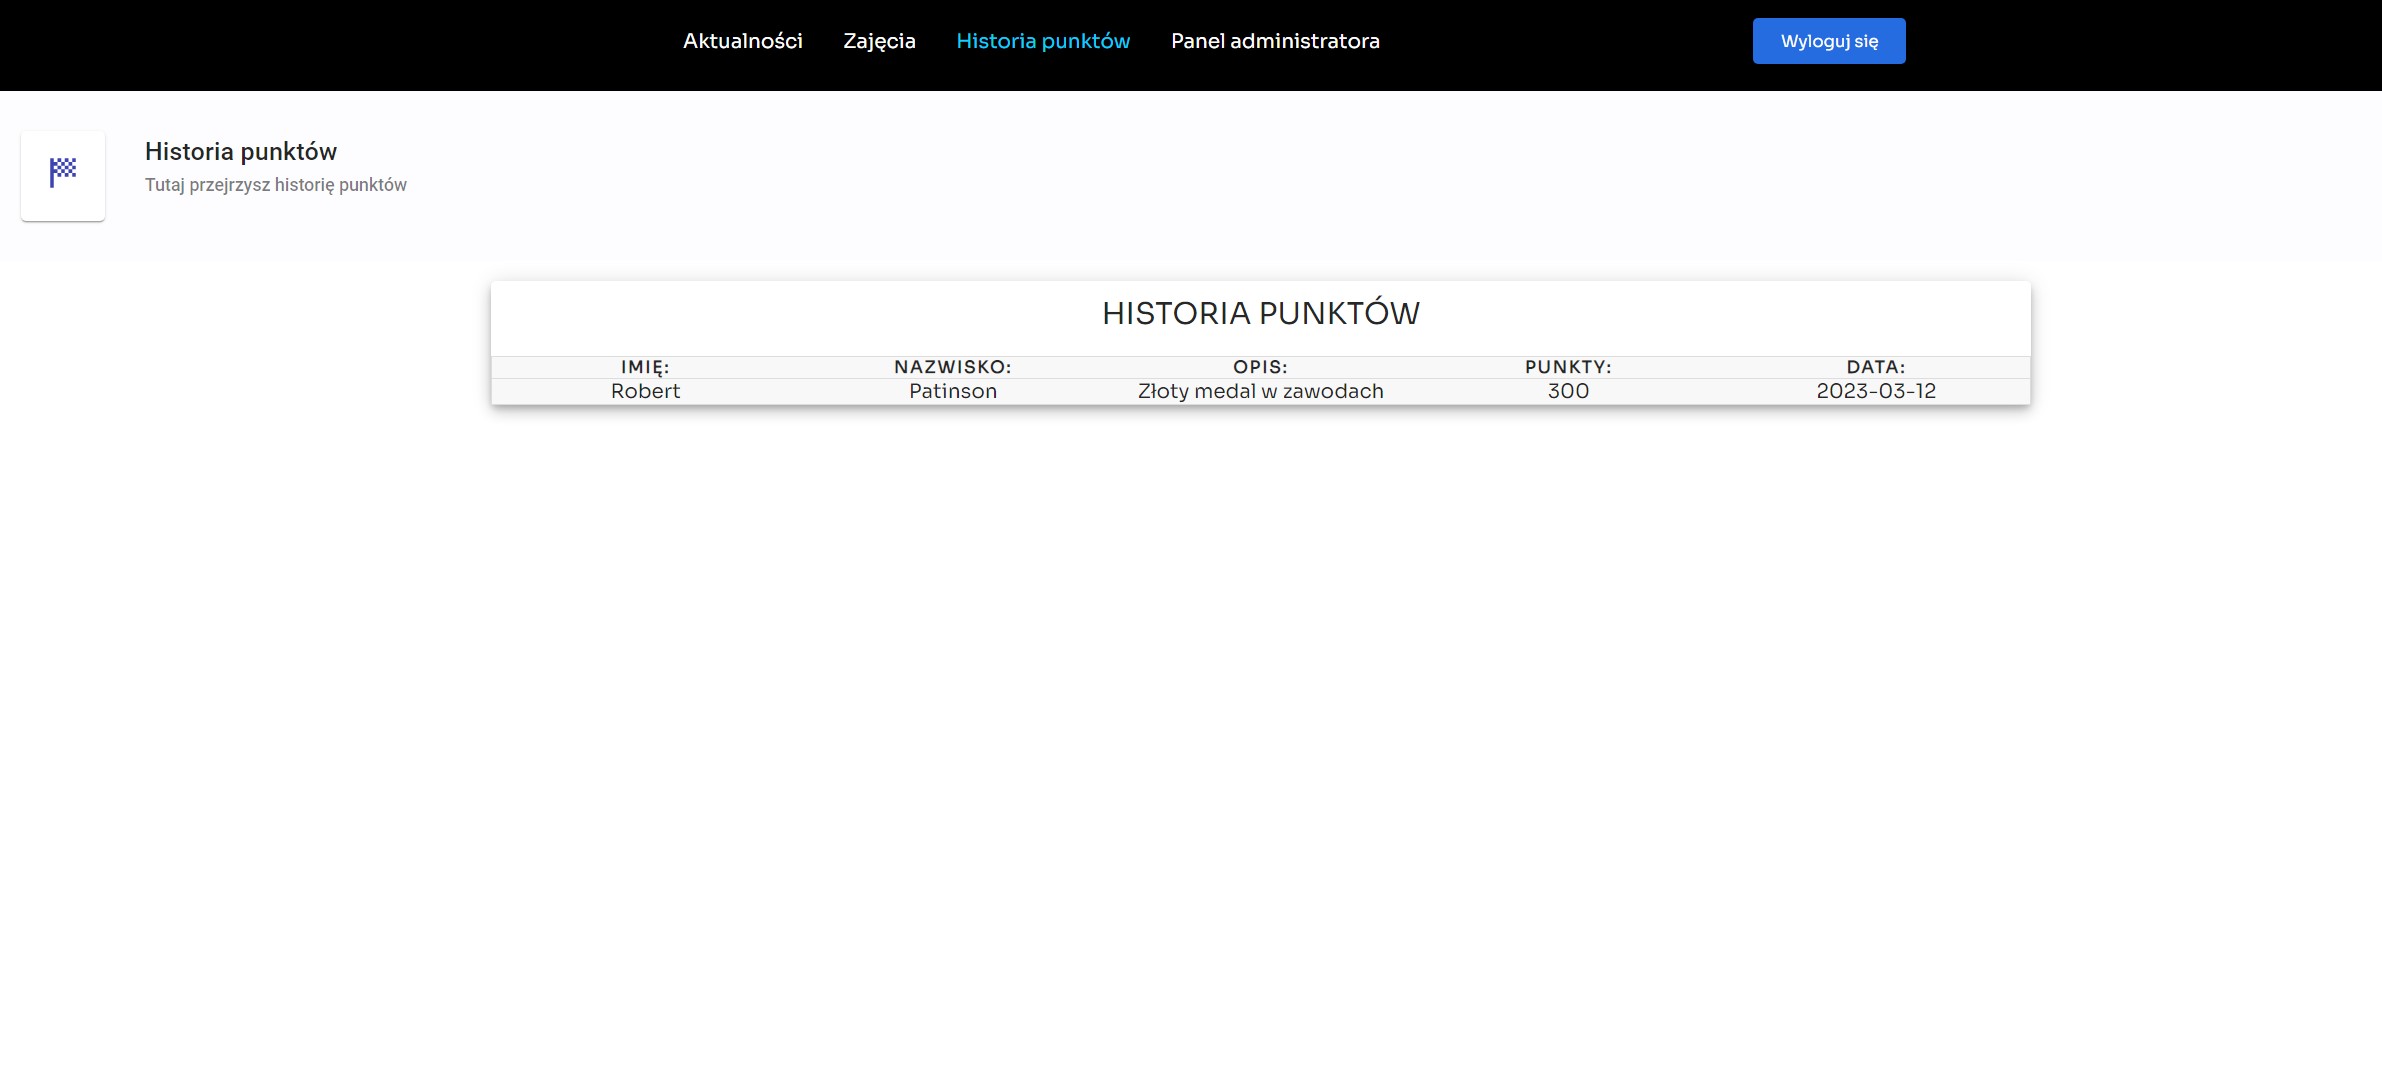 Aktualności Zajęcia Historia punktów Panel administratora Wyloguj się
Historia punktów
Tutaj przejrzysz historię punktów
HISTORIA PUNKTÓW
IMIĘ: NAZWISKO: OPIS: PUNKTY: DATA:
Robert Patinson Złoty medal w zawodach 300 2023-03-12